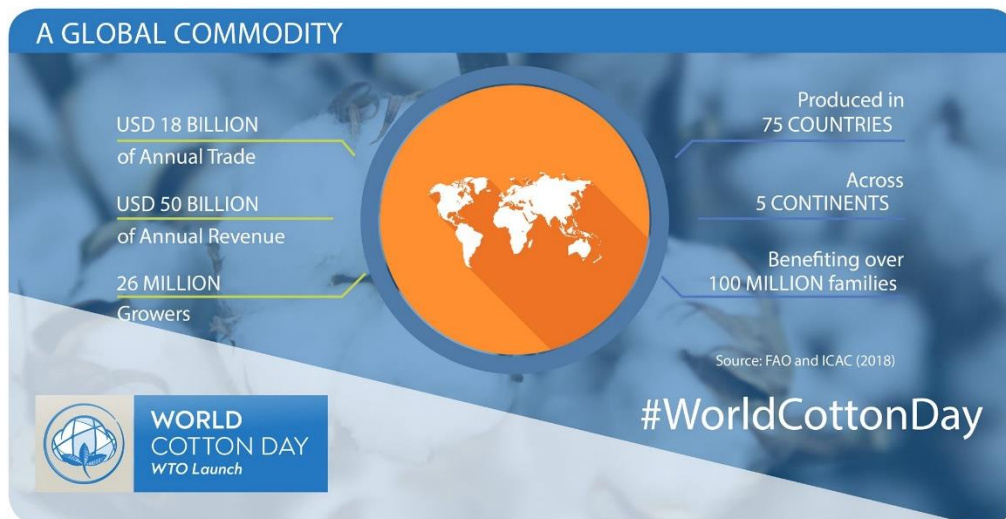 A GLOBAL COMMODITY
USD 18 BILLION
of Annual Trade
USD 50 BILLION
of Annual Revenue
26 MILLION
Growers
Produced in
75 COUNTRIES
Across
5 CONTINENTS
Benefiting over
100 MILLION families
Source: FAO and ICAC (2018)
#WorldCottonDay
WORLD
COTTON DAY
WTO Launch